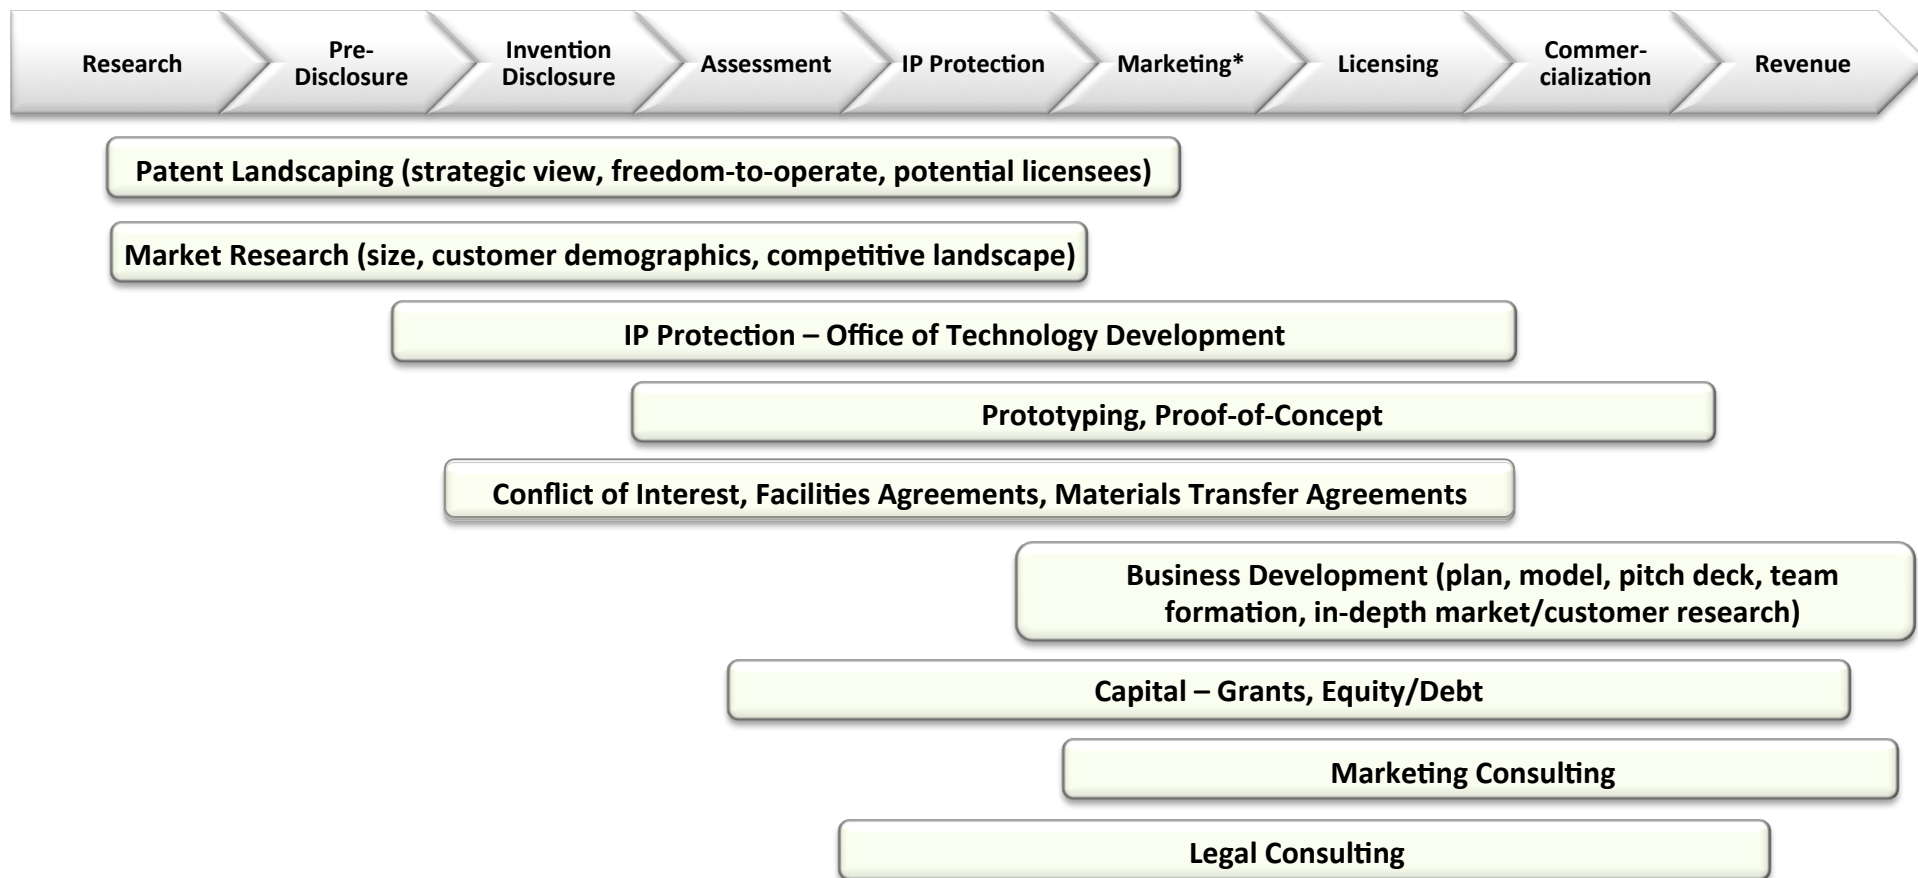 Research
Pre-
Disclosure
Invention
Disclosure
Assessment
IP Protection
Marketing*
Licensing
Commer-
cialization
Revenue
Patent Landscaping (strategic view, freedom-to-operate, potential licensees)
Market Research (size, customer demographics, competitive landscape)
IP Protection – Office of Technology Development
Prototyping, Proof-of-Concept
Conflict of Interest, Facilities Agreements, Materials Transfer Agreements
Business Development (plan, model, pitch deck, team
formation, in-depth market/customer research)
Capital – Grants, Equity/Debt
Marketing Consulting
Legal Consulting